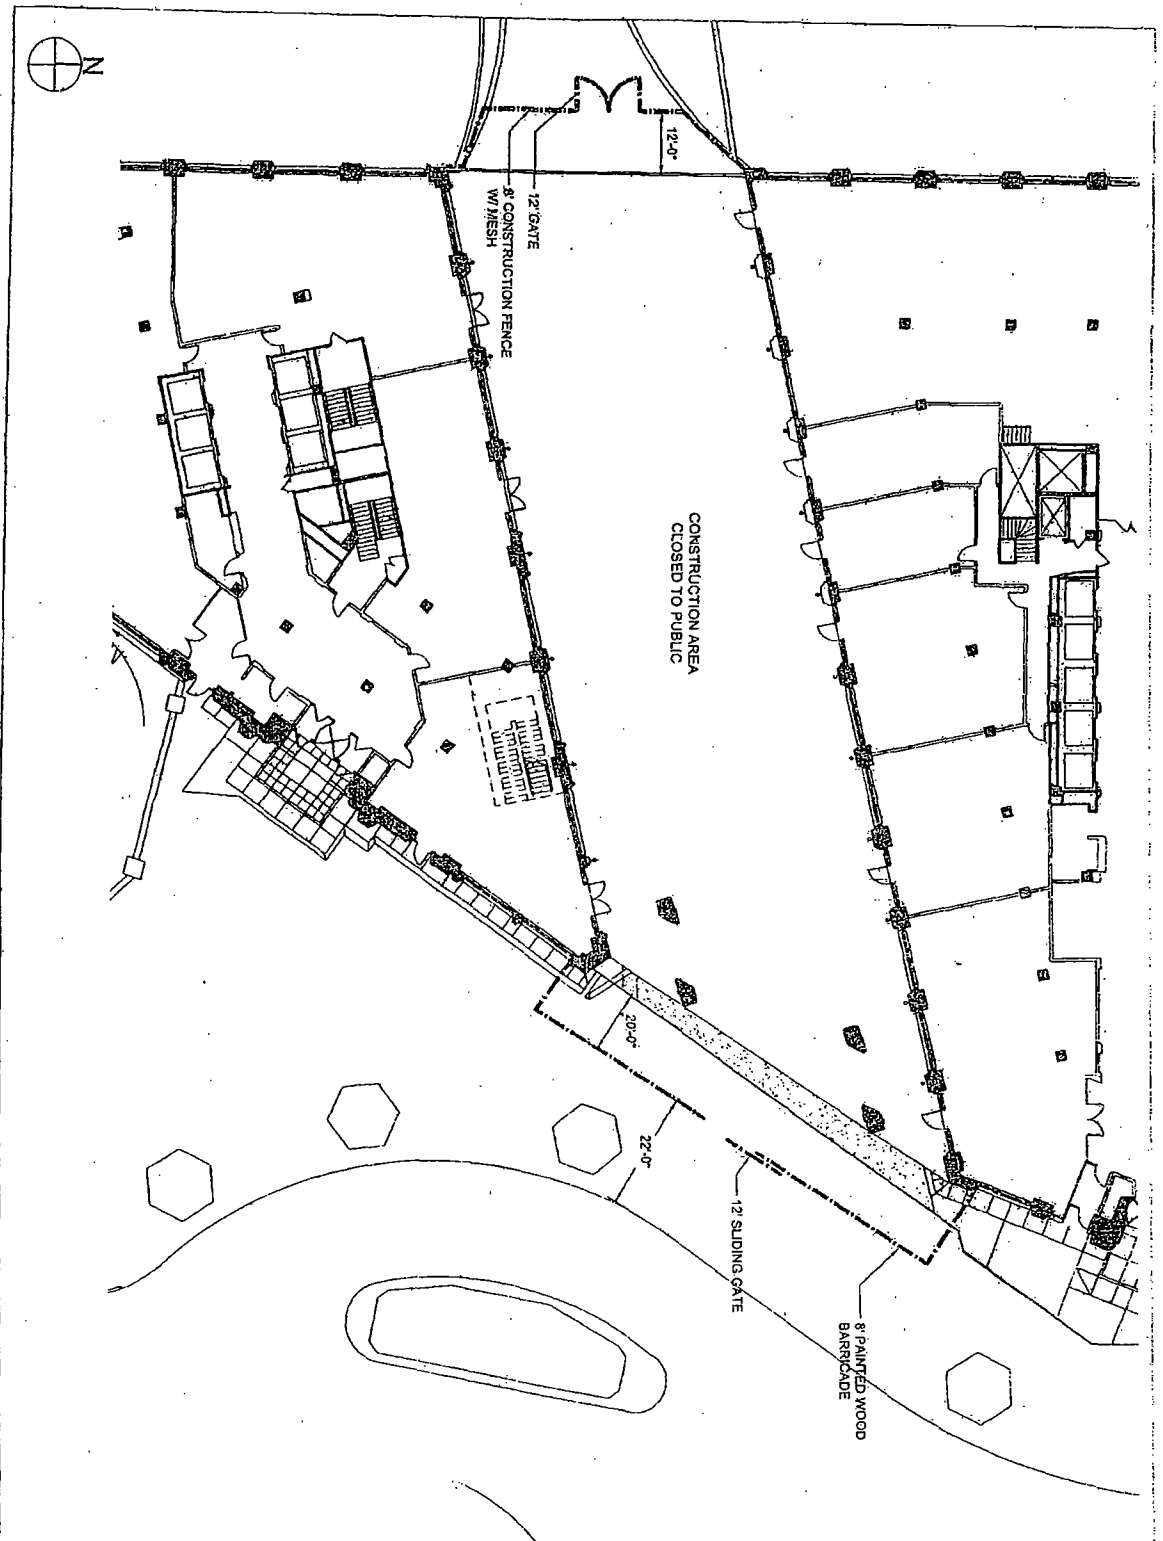 N
12'-0"
12' GATE
8' CONSTRUCTION FENCE
W/ MESH
CONSTRUCTION AREA
CLOSED TO PUBLIC
20'-0"
22'-0"
12' SLIDING GATE
8' PAINTED WOOD
BARRICADE